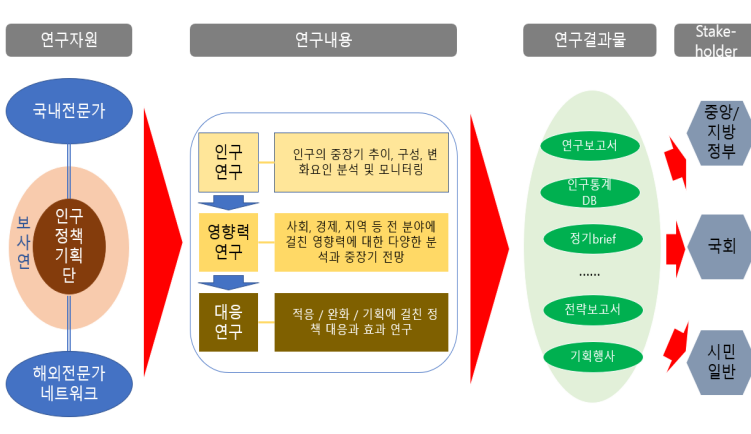 연구자원
연구내용
연구결과물
Stake-
holder
국내전문가
보
사
연
인구
정책
기획
단
해외전문가
네트워크
인구
연구
인구의 중장기 추이, 구성, 변
화요인 분석 및 모니터링
영향력
연구
사회, 경제, 지역 등 전 분야에
걸친 영향력에 대한 다양한 분
석과 중장기 전망
대응
연구
적응 / 완화 / 기획에 걸친 정
책 대응과 효과 연구
연구보고서
인구통계
DB
정기brief
......
전략보고서
기획행사
중앙/
지방
정부
국회
시민
일반